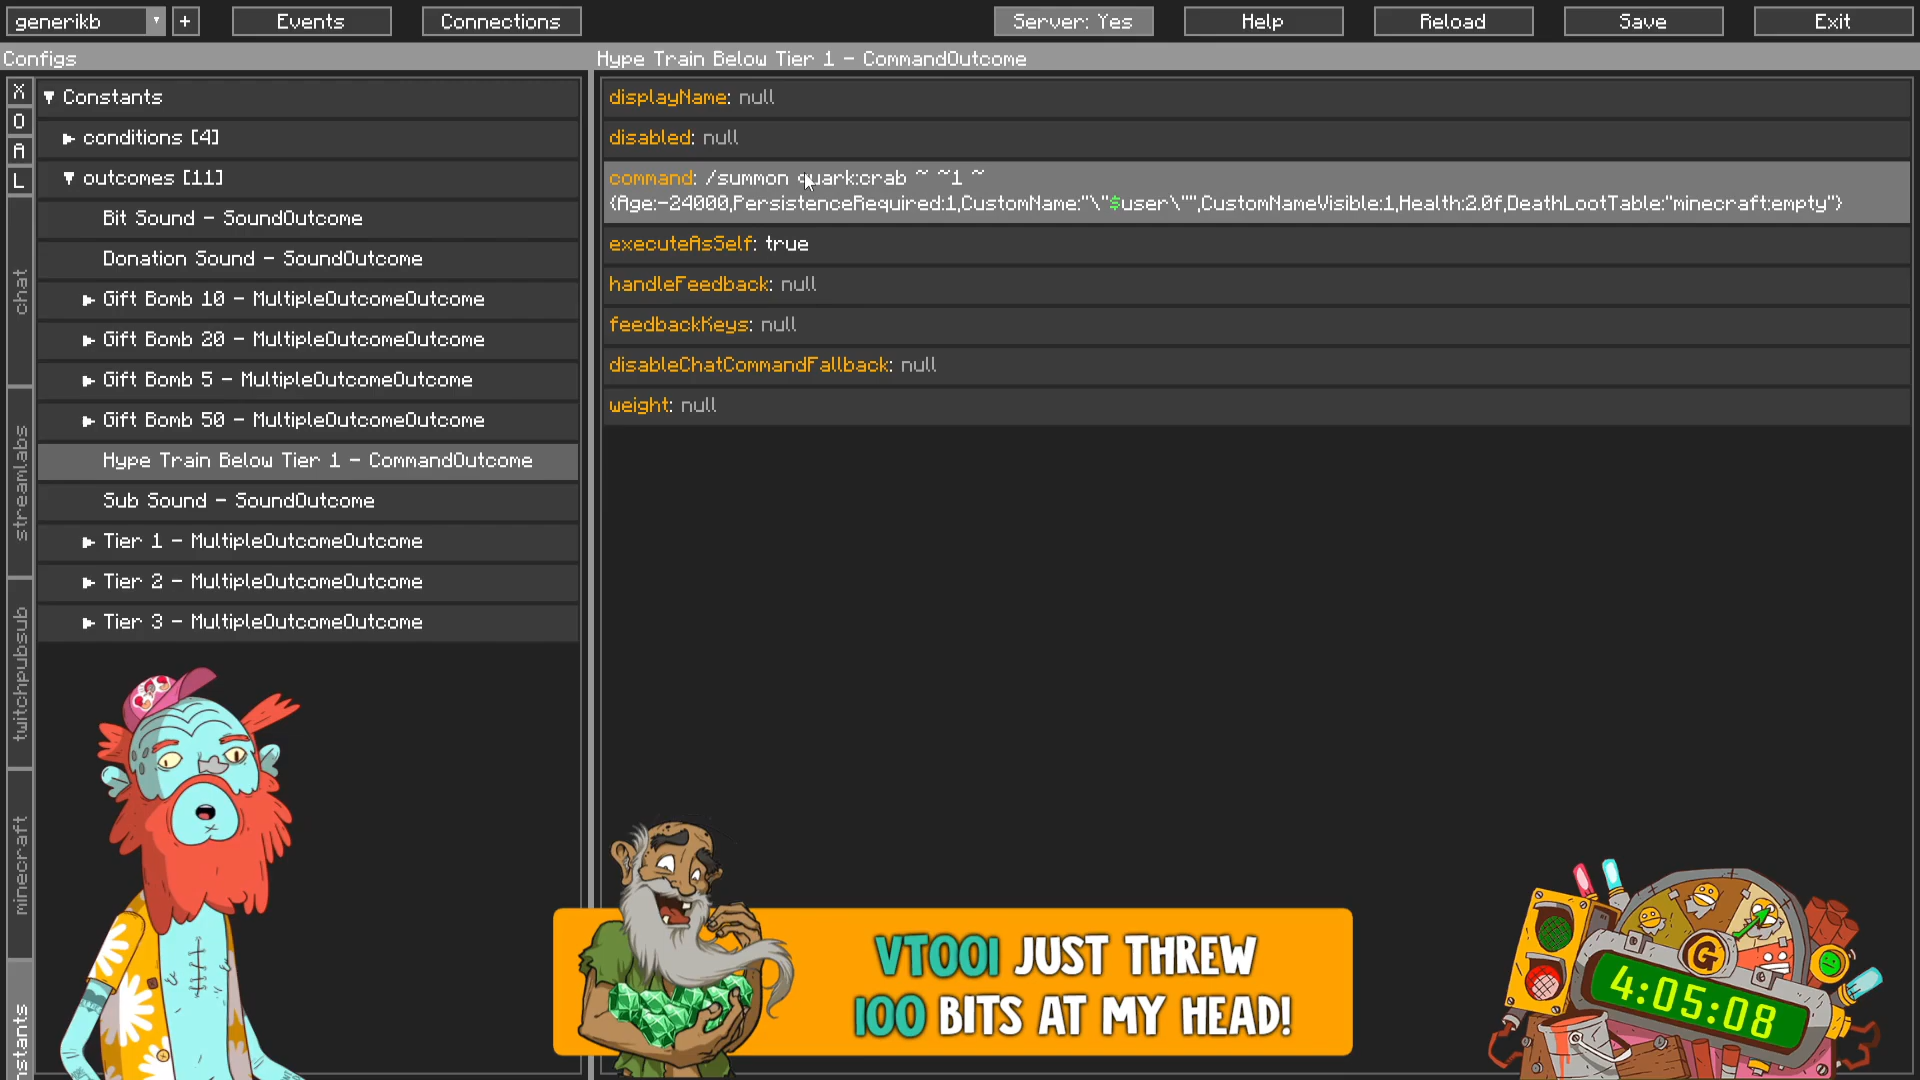 generikb ▼ + Events Connections Server: Yes Help Reload Save Exit
Configs
Hype Train Below Tier 1 - CommandOutcome
X
O
A
L
chat
streamlabs
twitchpubsub
minecraft
nstants
▼ Constants
▶ conditions [4]
▼ outcomes [11]
Bit Sound - SoundOutcome
Donation Sound - SoundOutcome
▶ Gift Bomb 10 - MultipleOutcomeOutcome
▶ Gift Bomb 20 - MultipleOutcomeOutcome
▶ Gift Bomb 5 - MultipleOutcomeOutcome
▶ Gift Bomb 50 - MultipleOutcomeOutcome
Hype Train Below Tier 1 - CommandOutcome
Sub Sound - SoundOutcome
▶ Tier 1 - MultipleOutcomeOutcome
▶ Tier 2 - MultipleOutcomeOutcome
▶ Tier 3 - MultipleOutcomeOutcome
displayName: null
disabled: null
command: /summon quark:crab ~ ~1 ~
{Age:-24000,PersistenceRequired:1,CustomName:"\"$user\"",CustomNameVisible:1,Health:2.0f,DeathLootTable:"minecraft:empty"}
executeAsSelf: true
handleFeedback: null
feedbackKeys: null
disableChatCommandFallback: null
weight: null
VTOOI JUST THREW
100 BITS AT MY HEAD!
G
4:05:08